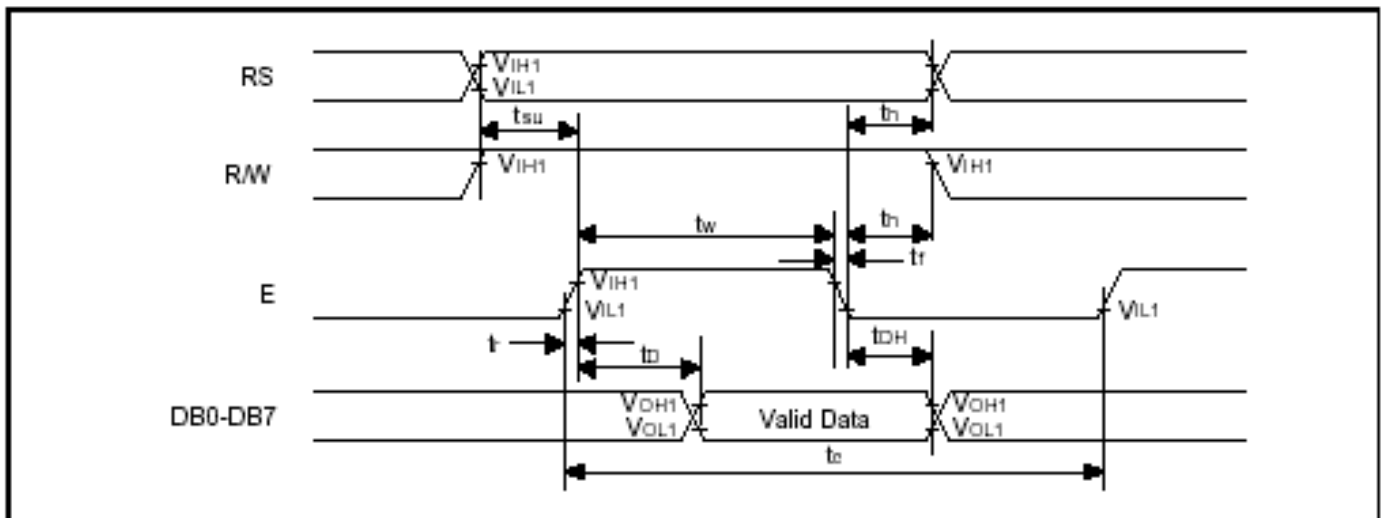 RS
VIH1
VIL1
tsu
th
R/W
VIH1
VIH1
tw
th
tf
E
VIH1
VIL1
VIL1
tr
tD
tDH
DB0-DB7
VOH1
VOL1
Valid Data
VOH1
VOL1
tc